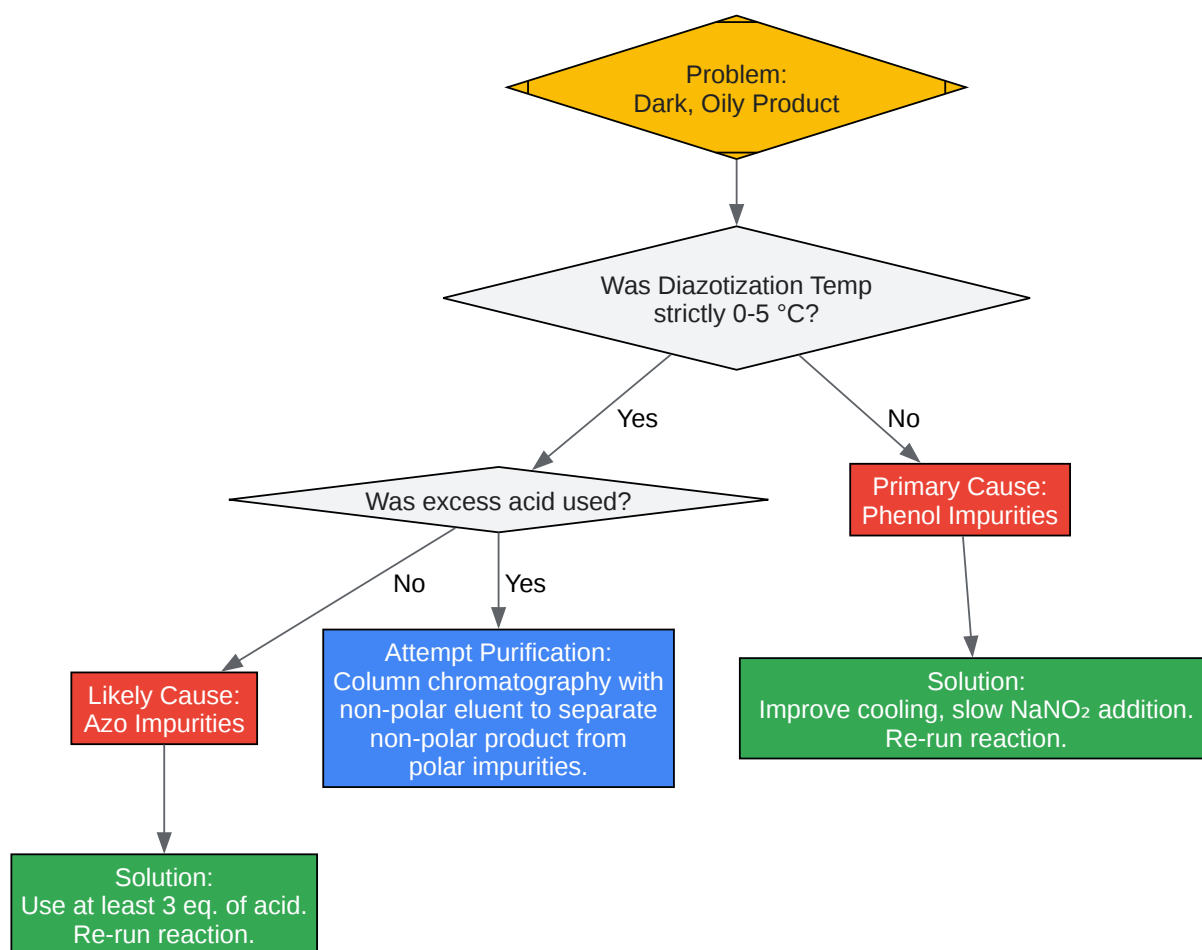 Problem:
Dark, Oily Product
Was Diazotization Temp
strictly 0-5 °C?
Yes
No
Was excess acid used?
Primary Cause:
Phenol Impurities
No
Yes
Likely Cause:
Azo Impurities
Attempt Purification:
Column chromatography with
non-polar eluent to separate
non-polar product from
polar impurities.
Solution:
Improve cooling, slow NaNO₂ addition.
Re-run reaction.
Solution:
Use at least 3 eq. of acid.
Re-run reaction.